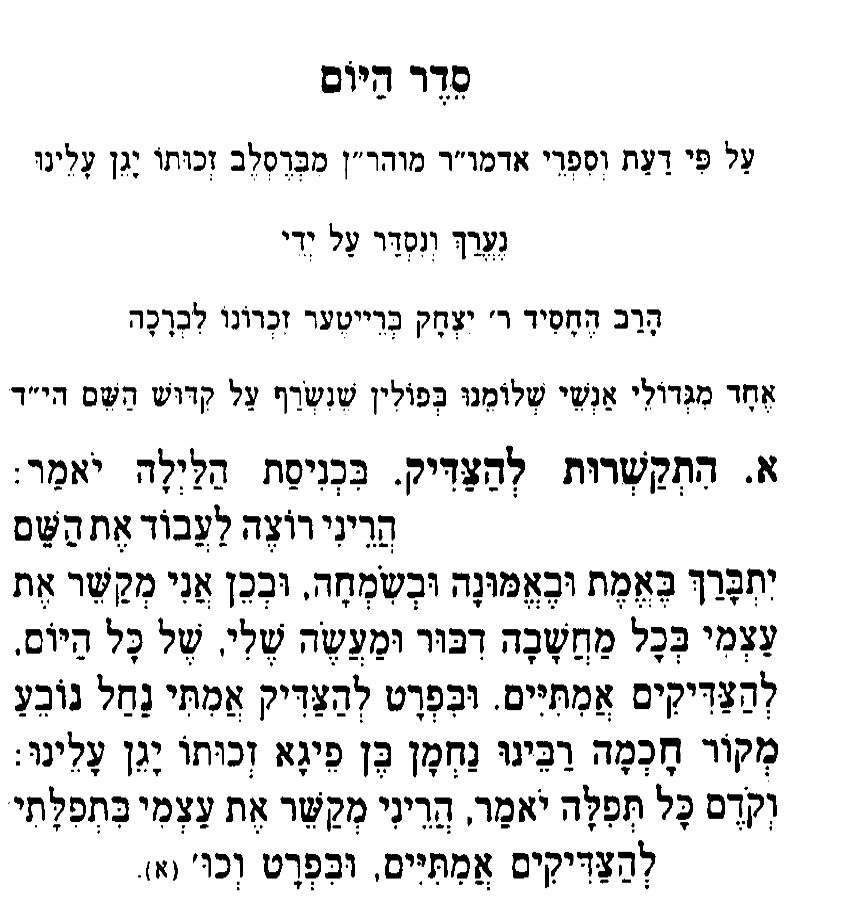 סֵדֶר הַיּוֹם
עַל פִּי דַעַת וְסִפְרֵי אדמו״ר מוהר״ן מִבְּרֶסְלֶב זְכוּתוֹ יָגֵן עָלֵינוּ
נֶעֱרַךְ וְנִסְדַּר עַל יְדֵי
הָרַב הֶחָסִיד ר׳ יִצְחָק בְּרֵייטֶער זִכְרוֹנוֹ לִבְרָכָה
אֶחָד מִגְּדוֹלֵי אַנְשֵׁי שְׁלוֹמֵנוּ בְּפוֹלִין שֶׁנִּשְׂרַף עַל קִדּוּשׁ הַשֵּׁם הי״ד
א. הִתְקַשְּׁרוּת לְהַצַּדִּיק. בִּכְנִיסַת הַלַּיְלָה יֹאמַר:
הֲרֵינִי רוֹצֶה לַעֲבוֹד אֶת הַשֵּׁם
יִתְבָּרַךְ בֶּאֱמֶת וּבֶאֱמוּנָה וּבְשִׂמְחָה, וּבְכֵן אֲנִי מְקַשֵּׁר אֶת
עַצְמִי בְּכָל מַחֲשָׁבָה דִבּוּר וּמַעֲשֶׂה שֶׁלִּי, שֶׁל כָּל הַיּוֹם,
לְהַצַּדִּיקִים אֲמִתִּיִּים. וּבִפְרָט לְהַצַּדִּיק אֲמִתִּי נַחַל נוֹבֵעַ
מְקוֹר חָכְמָה רַבֵּינוּ נַחְמָן בֶּן פֵיגָא זְכוּתוֹ יָגֵן עָלֵינוּ:
וְקֹדֶם כָּל תְּפִלָּה יֹאמַר, הֲרֵינִי מְקַשֵּׁר אֶת עַצְמִי בִּתְפִלָּתִי
לְהַצַּדִּיקִים אֲמִתִּיִּים, וּבִפְרָט וְכוּ׳ (א).